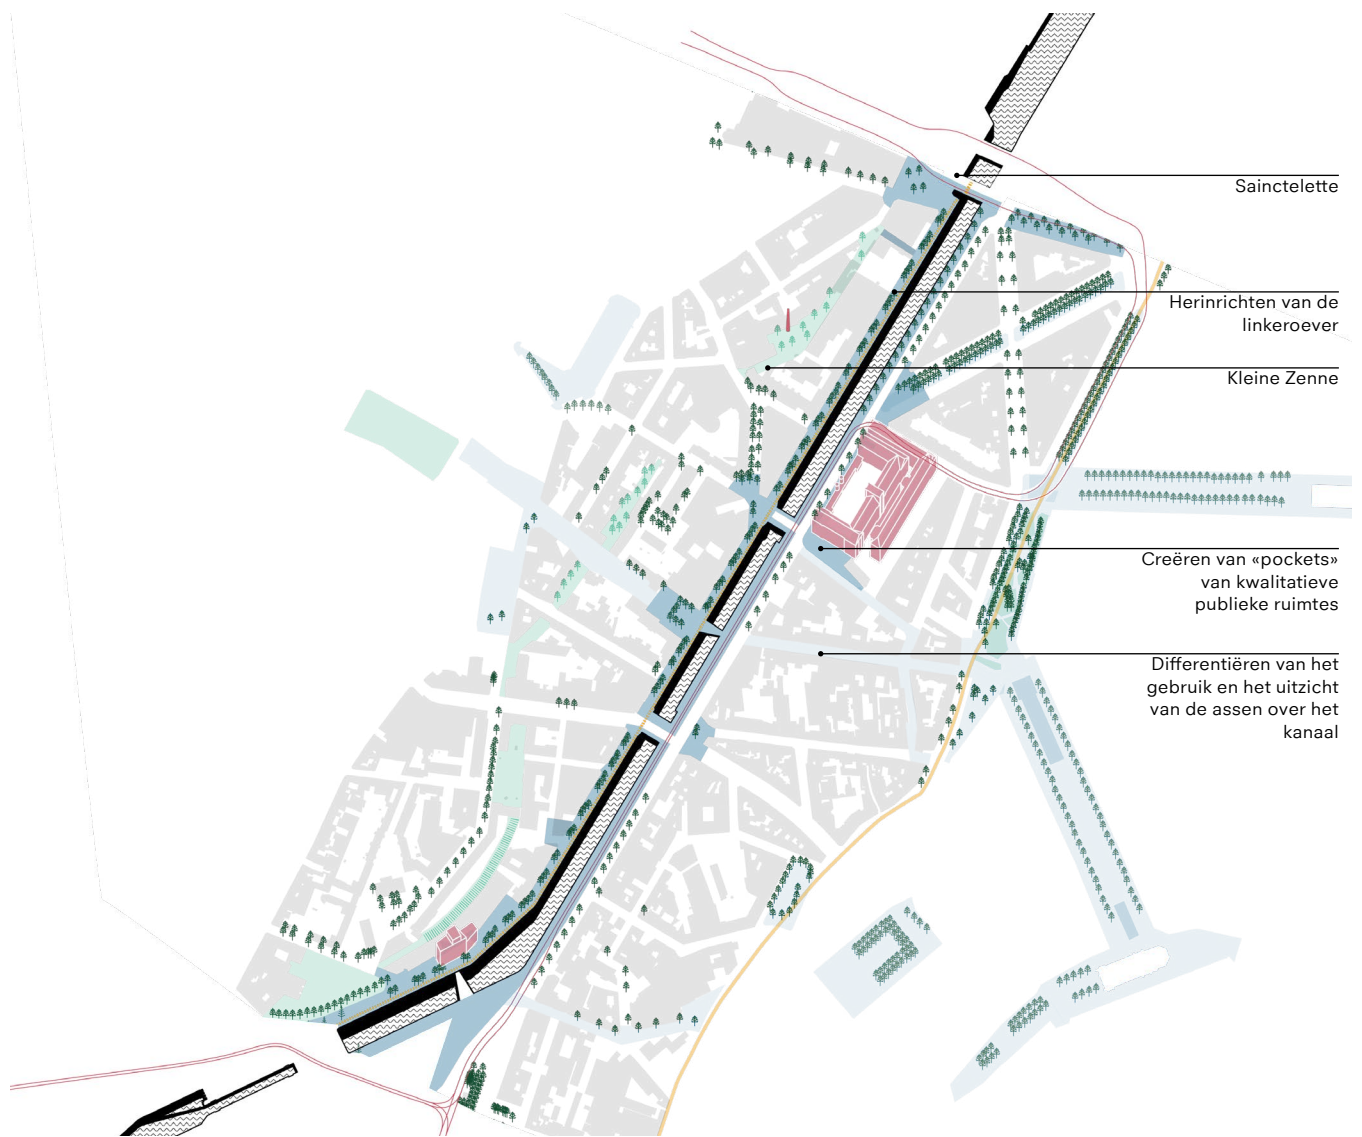 Sainctelette
Herinrichten van de
linkeroever
Kleine Zenne
Creëren van «pockets»
van kwalitatieve
publieke ruimtes
Differentiëren van het
gebruik en het uitzicht
van de assen over het
kanaal